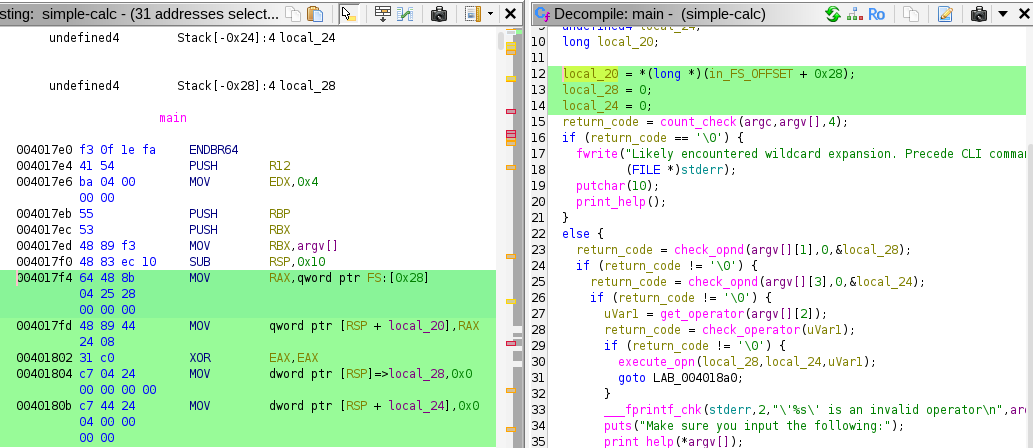 sting: simple-calc - (31 addresses select...
undefined4 Stack[-0x24]:4 local_24
undefined4 Stack[-0x28]:4 local_28
main
004017e0 f3 0f 1e fa ENDBR64
004017e4 41 54 PUSH R12
004017e6 ba 04 00 MOV EDX,0x4
00 00
004017eb 55 PUSH RBP
004017ec 53 PUSH RBX
004017ed 48 89 f3 MOV RBX,argv[]
004017f0 48 83 ec 10 SUB RSP,0x10
004017f4 64 48 8b MOV RAX,qword ptr FS:[0x28]
04 25 28
00 00 00
004017fd 48 89 44 MOV qword ptr [RSP + local_20],RAX
24 08
00401802 31 c0 XOR EAX,EAX
00401804 c7 04 24 MOV dword ptr [RSP]=>local_28,0x0
00 00 00 00
0040180b c7 44 24 MOV dword ptr [RSP + local_24],0x0
04 00 00
00 00
Decompile: main - (simple-calc)
Ro
9 undefined4 local_24;
10 long local_20;
11
12 local_20 = *(long *)(in_FS_OFFSET + 0x28);
13 local_28 = 0;
14 local_24 = 0;
15 return_code = count_check(argc,argv[],4);
16 if (return_code == '\0') {
17 fwrite("Likely encountered wildcard expansion. Precede CLI comma
18 (FILE *)stderr);
19 putchar(10);
20 print_help();
21 }
22 else {
23 return_code = check_opnd(argv[][1],0,&local_28);
24 if (return_code != '\0') {
25 return_code = check_opnd(argv[][3],0,&local_24);
26 if (return_code != '\0') {
27 uVar1 = get_operator(argv[][2]);
28 return_code = check_operator(uVar1);
29 if (return_code != '\0') {
30 execute_opn(local_28,local_24,uVar1);
31 goto LAB_004018a0;
32 }
33 ___fprintf_chk(stderr,2,"\'%s\' is an invalid operator\n",ar
34 puts("Make sure you input the following:");
35 print_help(*argv[]);